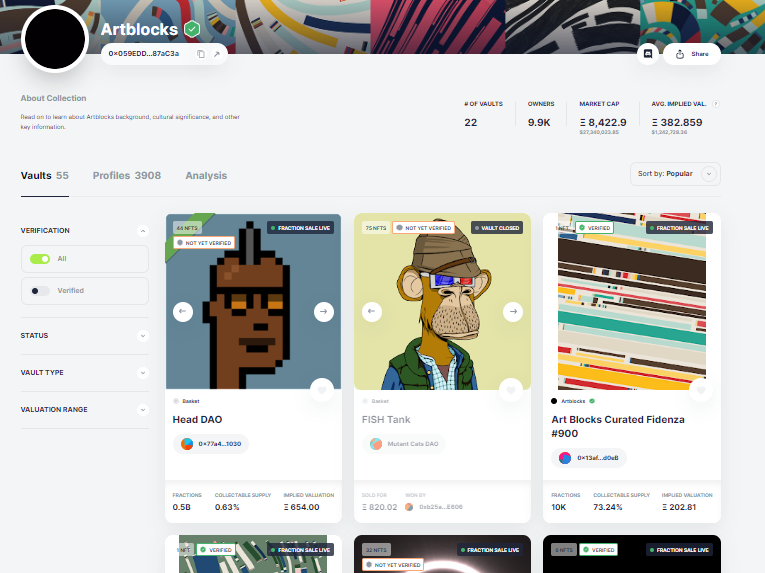 Artblocks
0×059EDD...87aC3a
Share
About Collection
Read on to learn about Artblocks background, cultural significance, and other
key information.
# OF VAULTS
22
OWNERS
9.9K
MARKET CAP
Ξ 8,422.9
$27,340,023.85
AVG. IMPLIED VAL. ?
Ξ 382.859
$1,242,728.36
Vaults 55
Profiles 3908
Analysis
Sort by: Popular
VERIFICATION
All
Verified
STATUS
VAULT TYPE
VALUATION RANGE
44 NFTS
FRACTION SALE LIVE
NOT YET VERIFIED
Basket
Head DAO
0×77a4...1030
FRACTIONS
0.5B
COLLECTABLE SUPPLY
0.63%
IMPLIED VALUATION
Ξ 654.00
75 NFTS
NOT YET VERIFIED
VAULT CLOSED
Basket
FISH Tank
Mutant Cats DAO
SOLD FOR
Ξ 820.02
WON BY
0xb25a...E606
NFT
VERIFIED
FRACTION SALE LIVE
Artblocks
Art Blocks Curated Fidenza
#900
0×13af...d0eB
FRACTIONS
10K
COLLECTABLE SUPPLY
73.24%
IMPLIED VALUATION
Ξ 202.81
NFT
VERIFIED
FRACTION SALE LIVE
32 NFTS
FRACTION SALE LIVE
NOT YET VERIFIED
NFTS
VERIFIED
FRACTION SALE LIVE